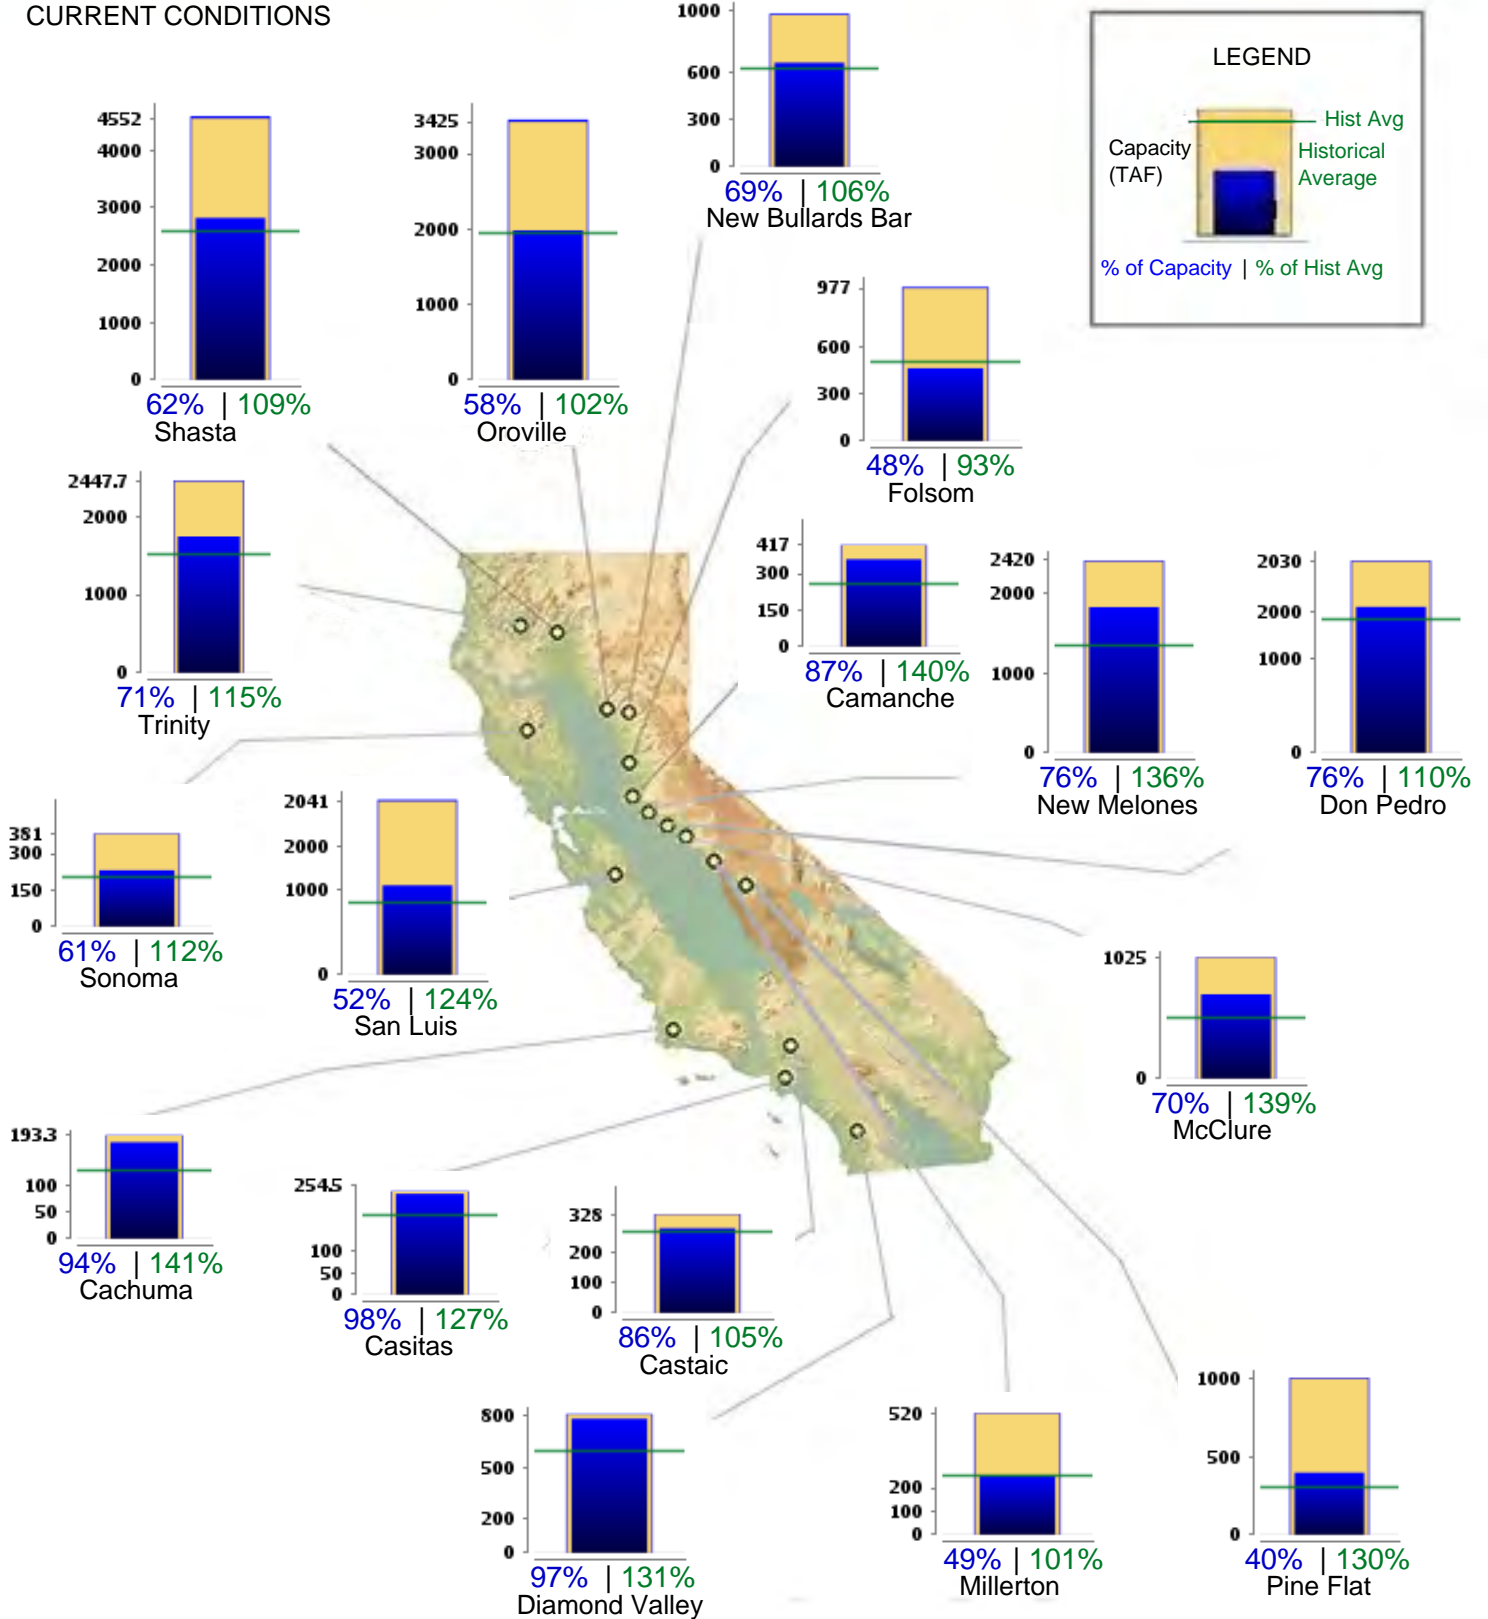 CURRENT CONDITIONS
1000
600
300
0
69% | 106%
New Bullards Bar
LEGEND
Hist Avg
Capacity
(TAF)
Historical
Average
% of Capacity | % of Hist Avg
4552
4000
3000
2000
1000
0
62% | 109%
Shasta
3425
3000
2000
1000
0
58% | 102%
Oroville
977
600
300
0
48% | 93%
Folsom
2447.7
2000
1000
0
71% | 115%
Trinity
417
300
150
0
87% | 140%
Camanche
2420
2000
1000
0
76% | 136%
New Melones
2030
2000
1000
0
76% | 110%
Don Pedro
381
300
150
0
61% | 112%
Sonoma
2041
2000
1000
0
52% | 124%
San Luis
1025
0
70% | 139%
McClure
193.3
100
50
0
94% | 141%
Cachuma
254.5
100
50
0
98% | 127%
Casitas
328
200
100
0
86% | 105%
Castaic
800
500
200
0
97% | 131%
Diamond Valley
520
200
100
0
49% | 101%
Millerton
1000
500
0
40% | 130%
Pine Flat